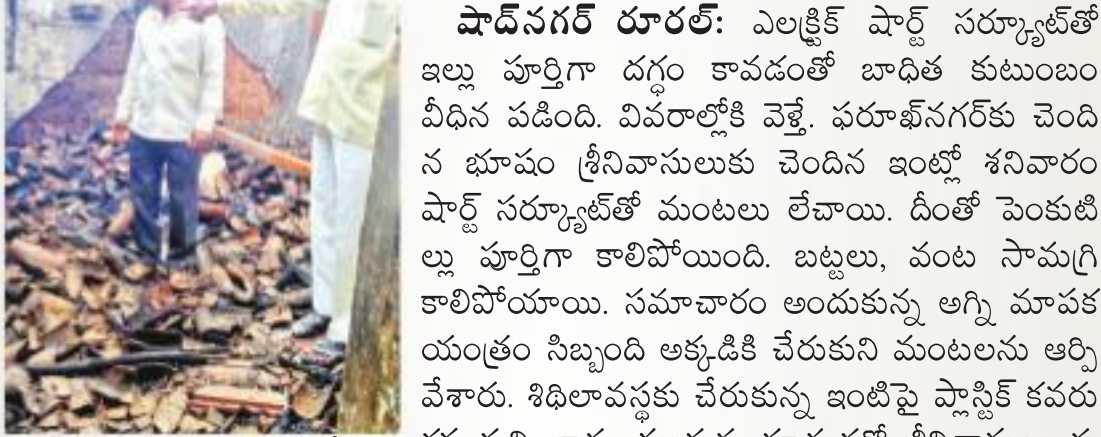 షాద్‌నగర్ రూరల్: ఎలక్ట్రిక్ షార్ట్ సర్క్యూట్‌తో
ఇల్లు పూర్తిగా దగ్ధం కావడంతో బాధిత కుటుంబం
వీధిన పడింది. వివరాల్లోకి వెళ్తే. ఫరూఖ్‌నగర్‌కు చెంది
న భూషం శ్రీనివాసులుకు చెందిన ఇంట్లో శనివారం
షార్ట్ సర్క్యూట్‌తో మంటలు లేచాయి. దీంతో పెంకుటి
ల్లు పూర్తిగా కాలిపోయింది. బట్టలు, వంట సామగ్రి
కాలిపోయాయి. సమాచారం అందుకున్న అగ్ని మాపక
యంత్రం సిబ్బంది అక్కడికి చేరుకుని మంటలను ఆర్పి
వేశారు. శిథిలావస్థకు చేరుకున్న ఇంటిపై ప్లాస్టిక్ కవరు